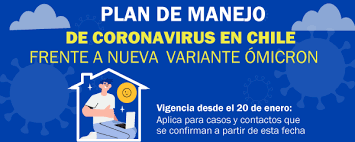 PLAN DE MANEJO
DE CORONAVIRUS EN CHILE
FRENTE A NUEVA VARIANTE ÓMICRON
Vigencia desde el 20 de enero:
Aplica para casos y contactos que
se confirman a partir de esta fecha